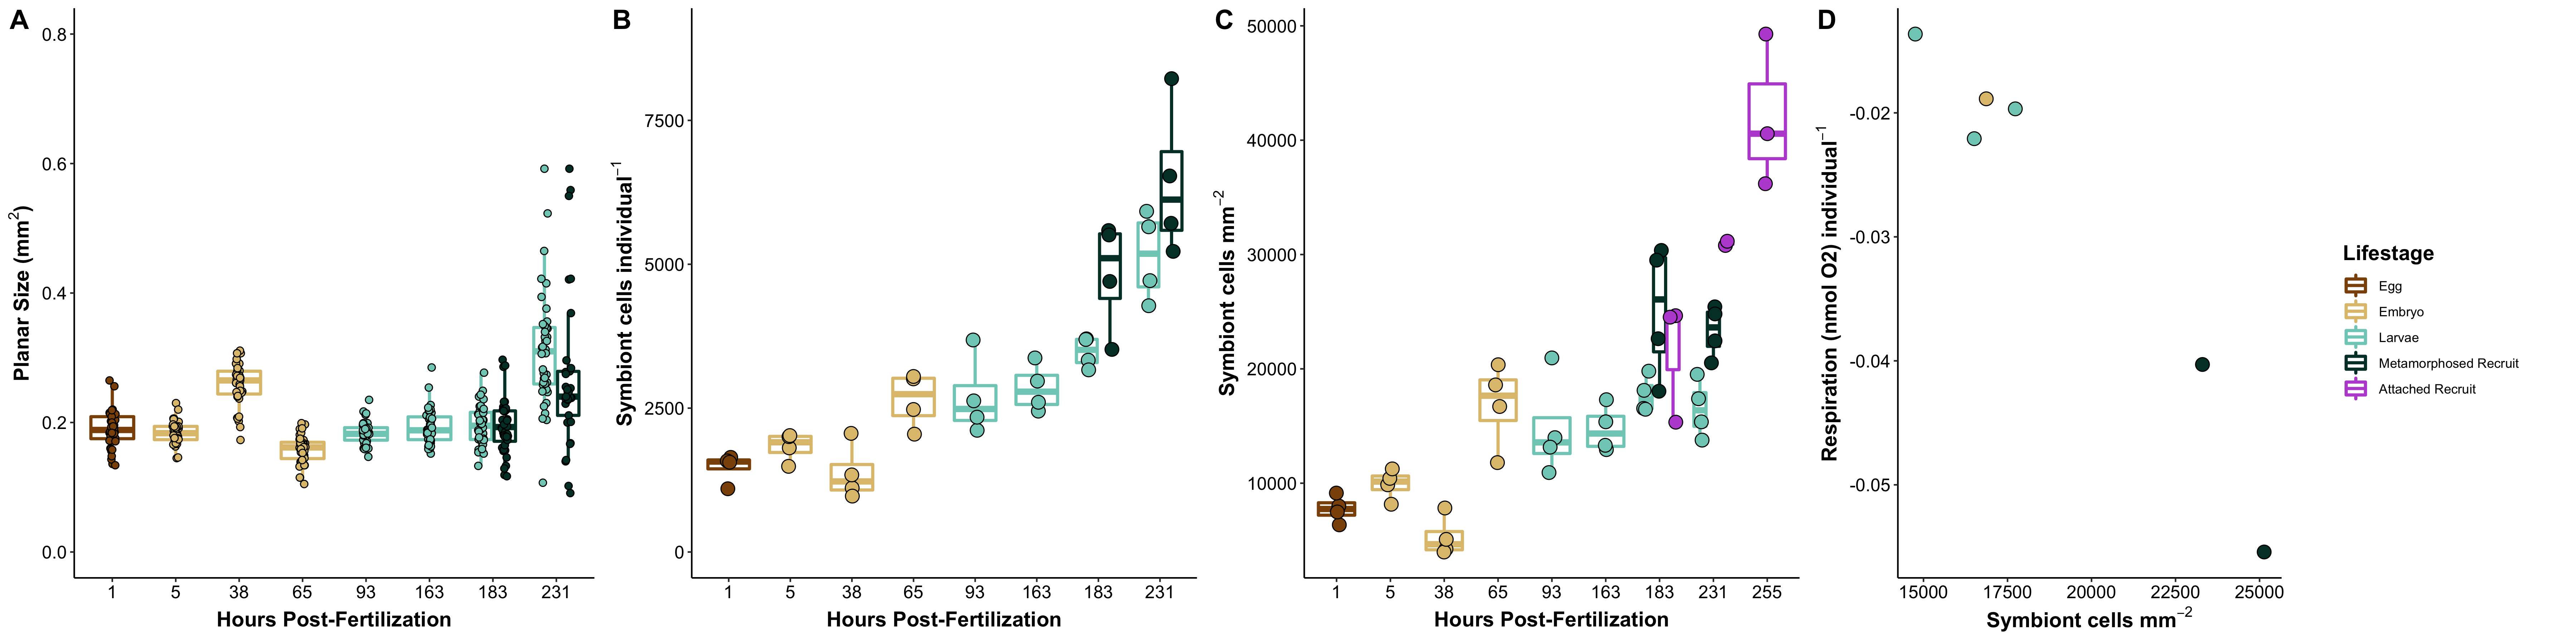 A
Planar Size (mm²)
0.8
0.6
0.4
0.2
0.0
1 5 38 65 93 163 183 231
Hours Post-Fertilization
B
Symbiont cells individual⁻¹
7500
5000
2500
0
1 5 38 65 93 163 183 231
Hours Post-Fertilization
C
Symbiont cells mm⁻²
50000
40000
30000
20000
10000
1 5 38 65 93 163 183 231 255
Hours Post-Fertilization
D
Respiration (nmol O2) individual⁻¹
-0.02
-0.03
-0.04
-0.05
15000 17500 20000 22500 25000
Symbiont cells mm⁻²
Lifestage
Egg
Embryo
Larvae
Metamorphosed Recruit
Attached Recruit